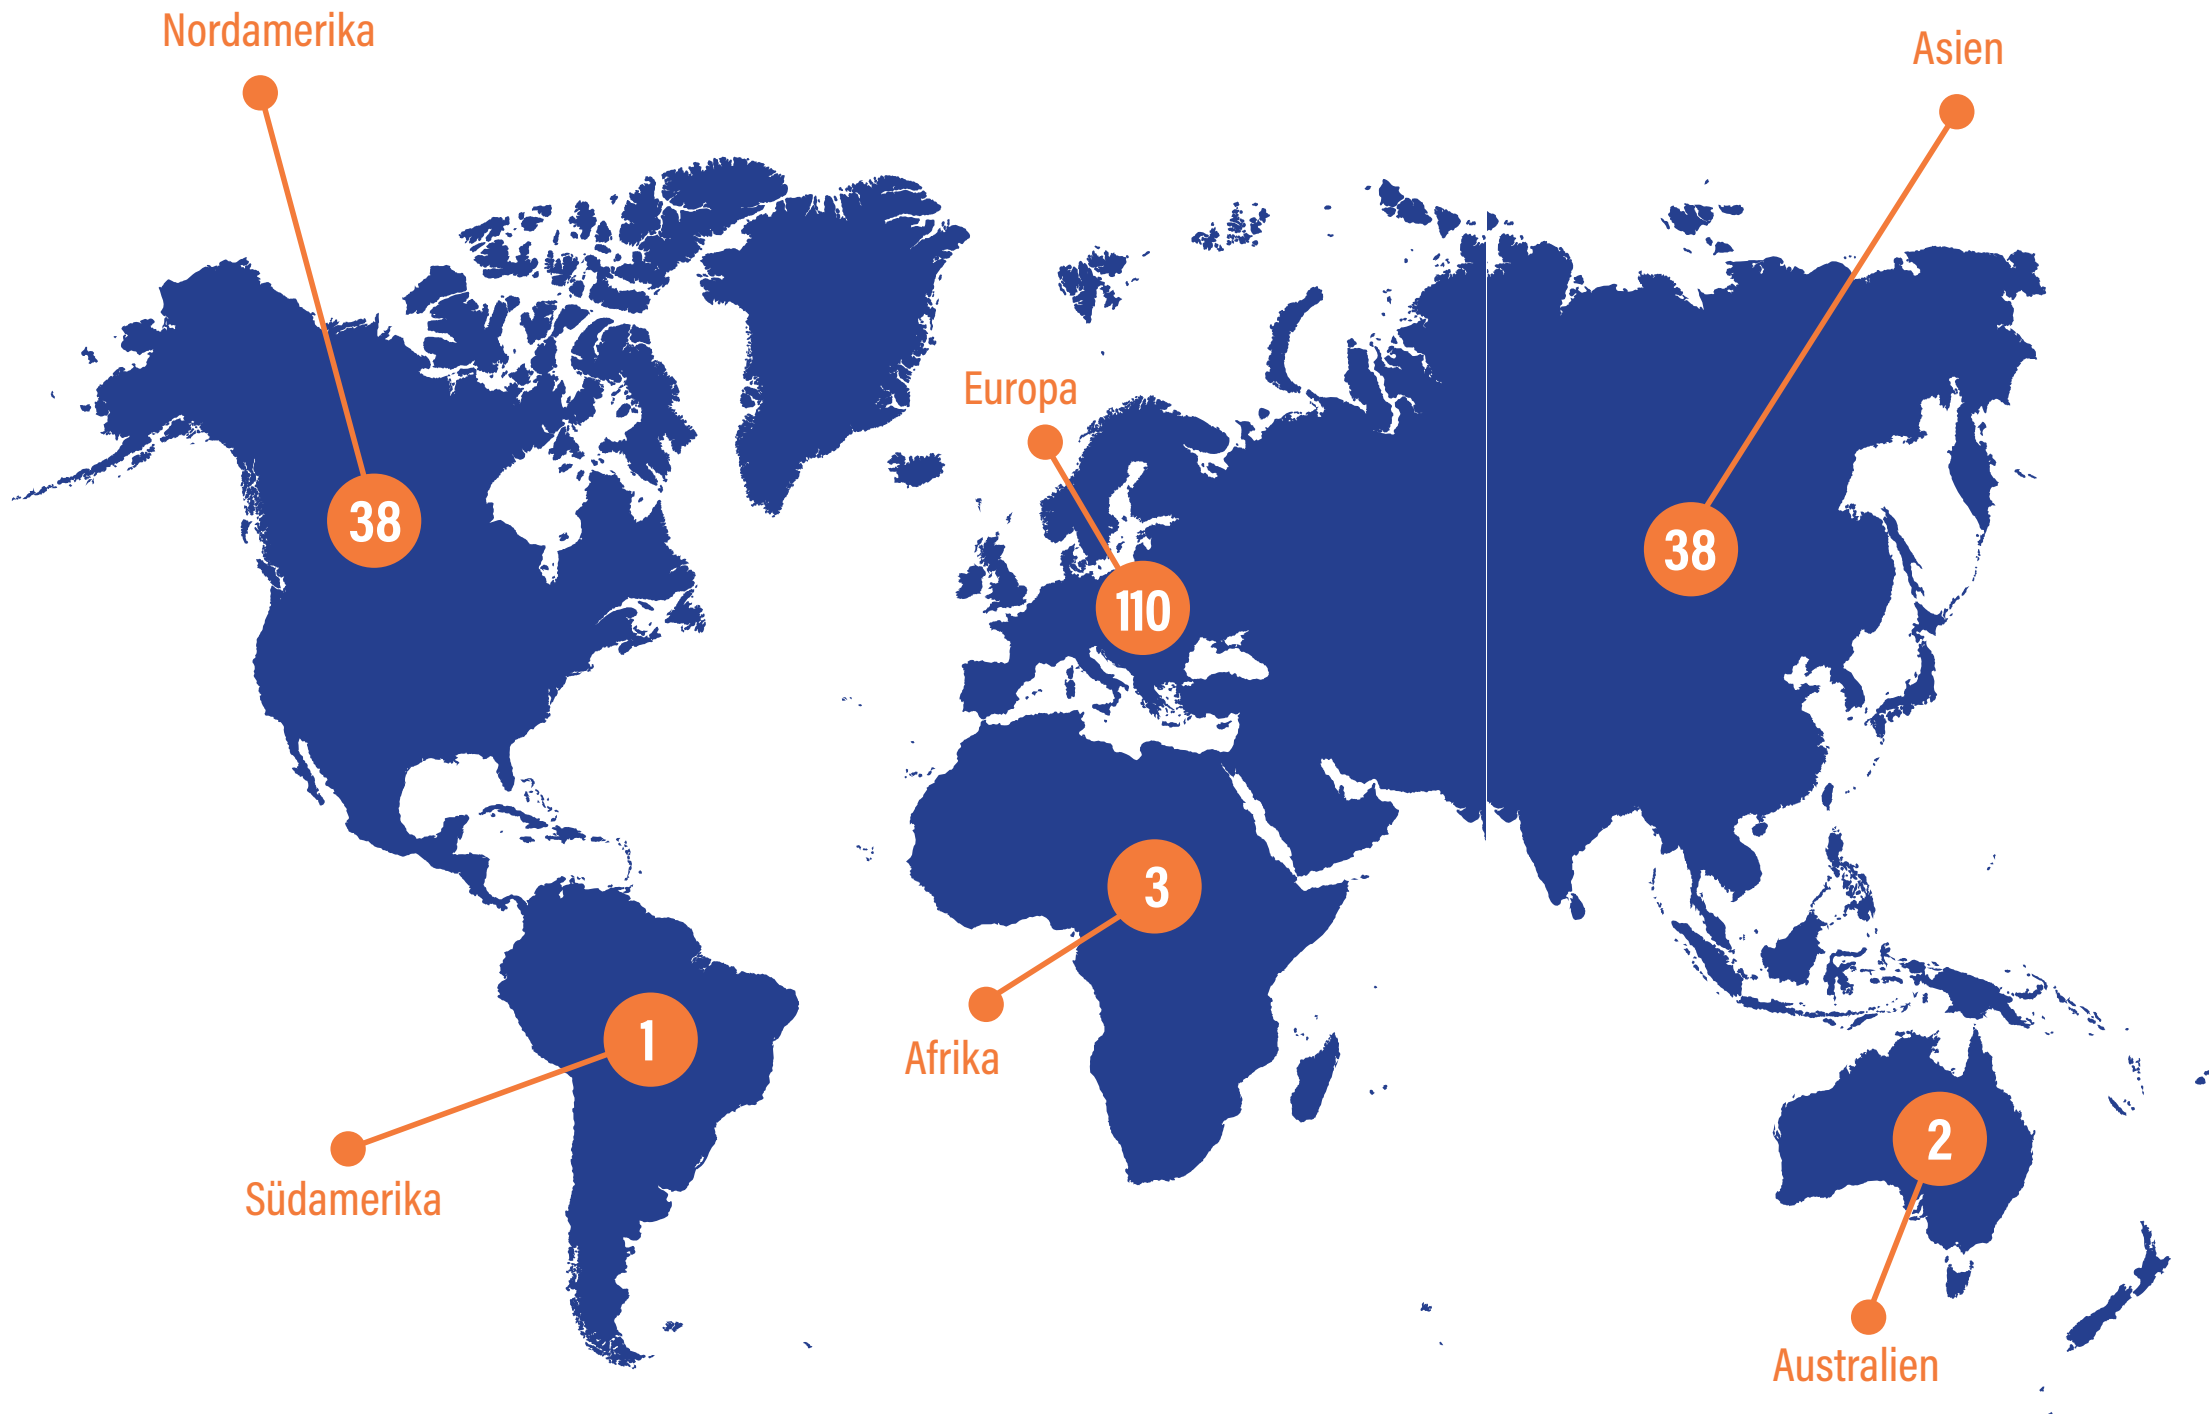 Nordamerika
Asien
Europa
38
38
110
3
1
Afrika
2
Südamerika
Australien